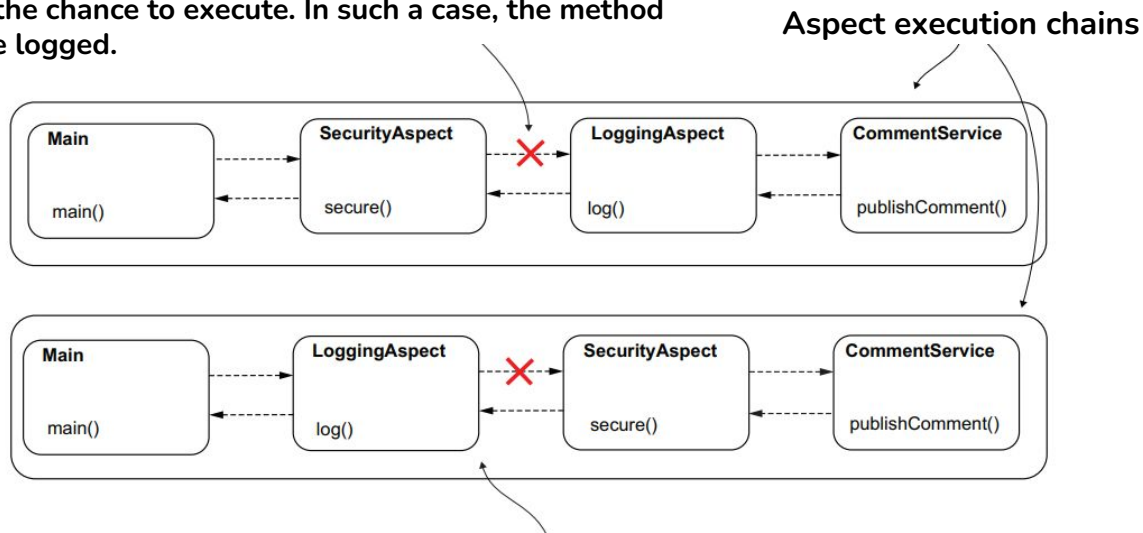 the chance to execute. In such a case, the method
e logged.
Aspect execution chains
Main
main()
SecurityAspect
secure()
LoggingAspect
log()
CommentService
publishComment()
Main
main()
LoggingAspect
log()
SecurityAspect
secure()
CommentService
publishComment()